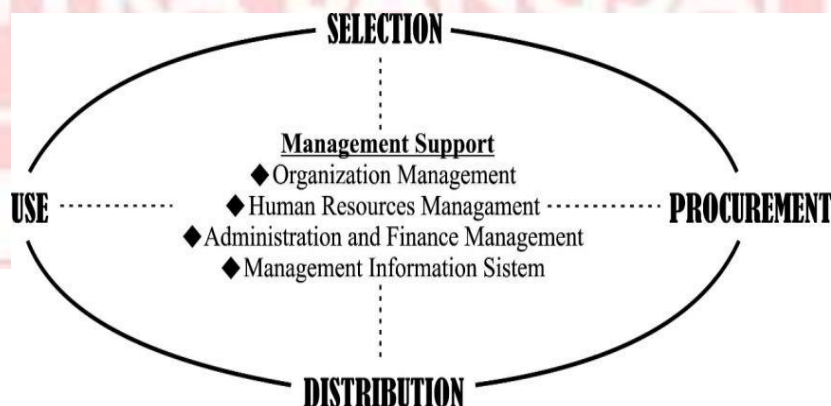 SELECTION
Management Support
◆Organization Management
USE
◆Human Resources Managament
PROCUREMENT
◆Administration and Finance Management
◆Management Information Sistem
DISTRIBUTION